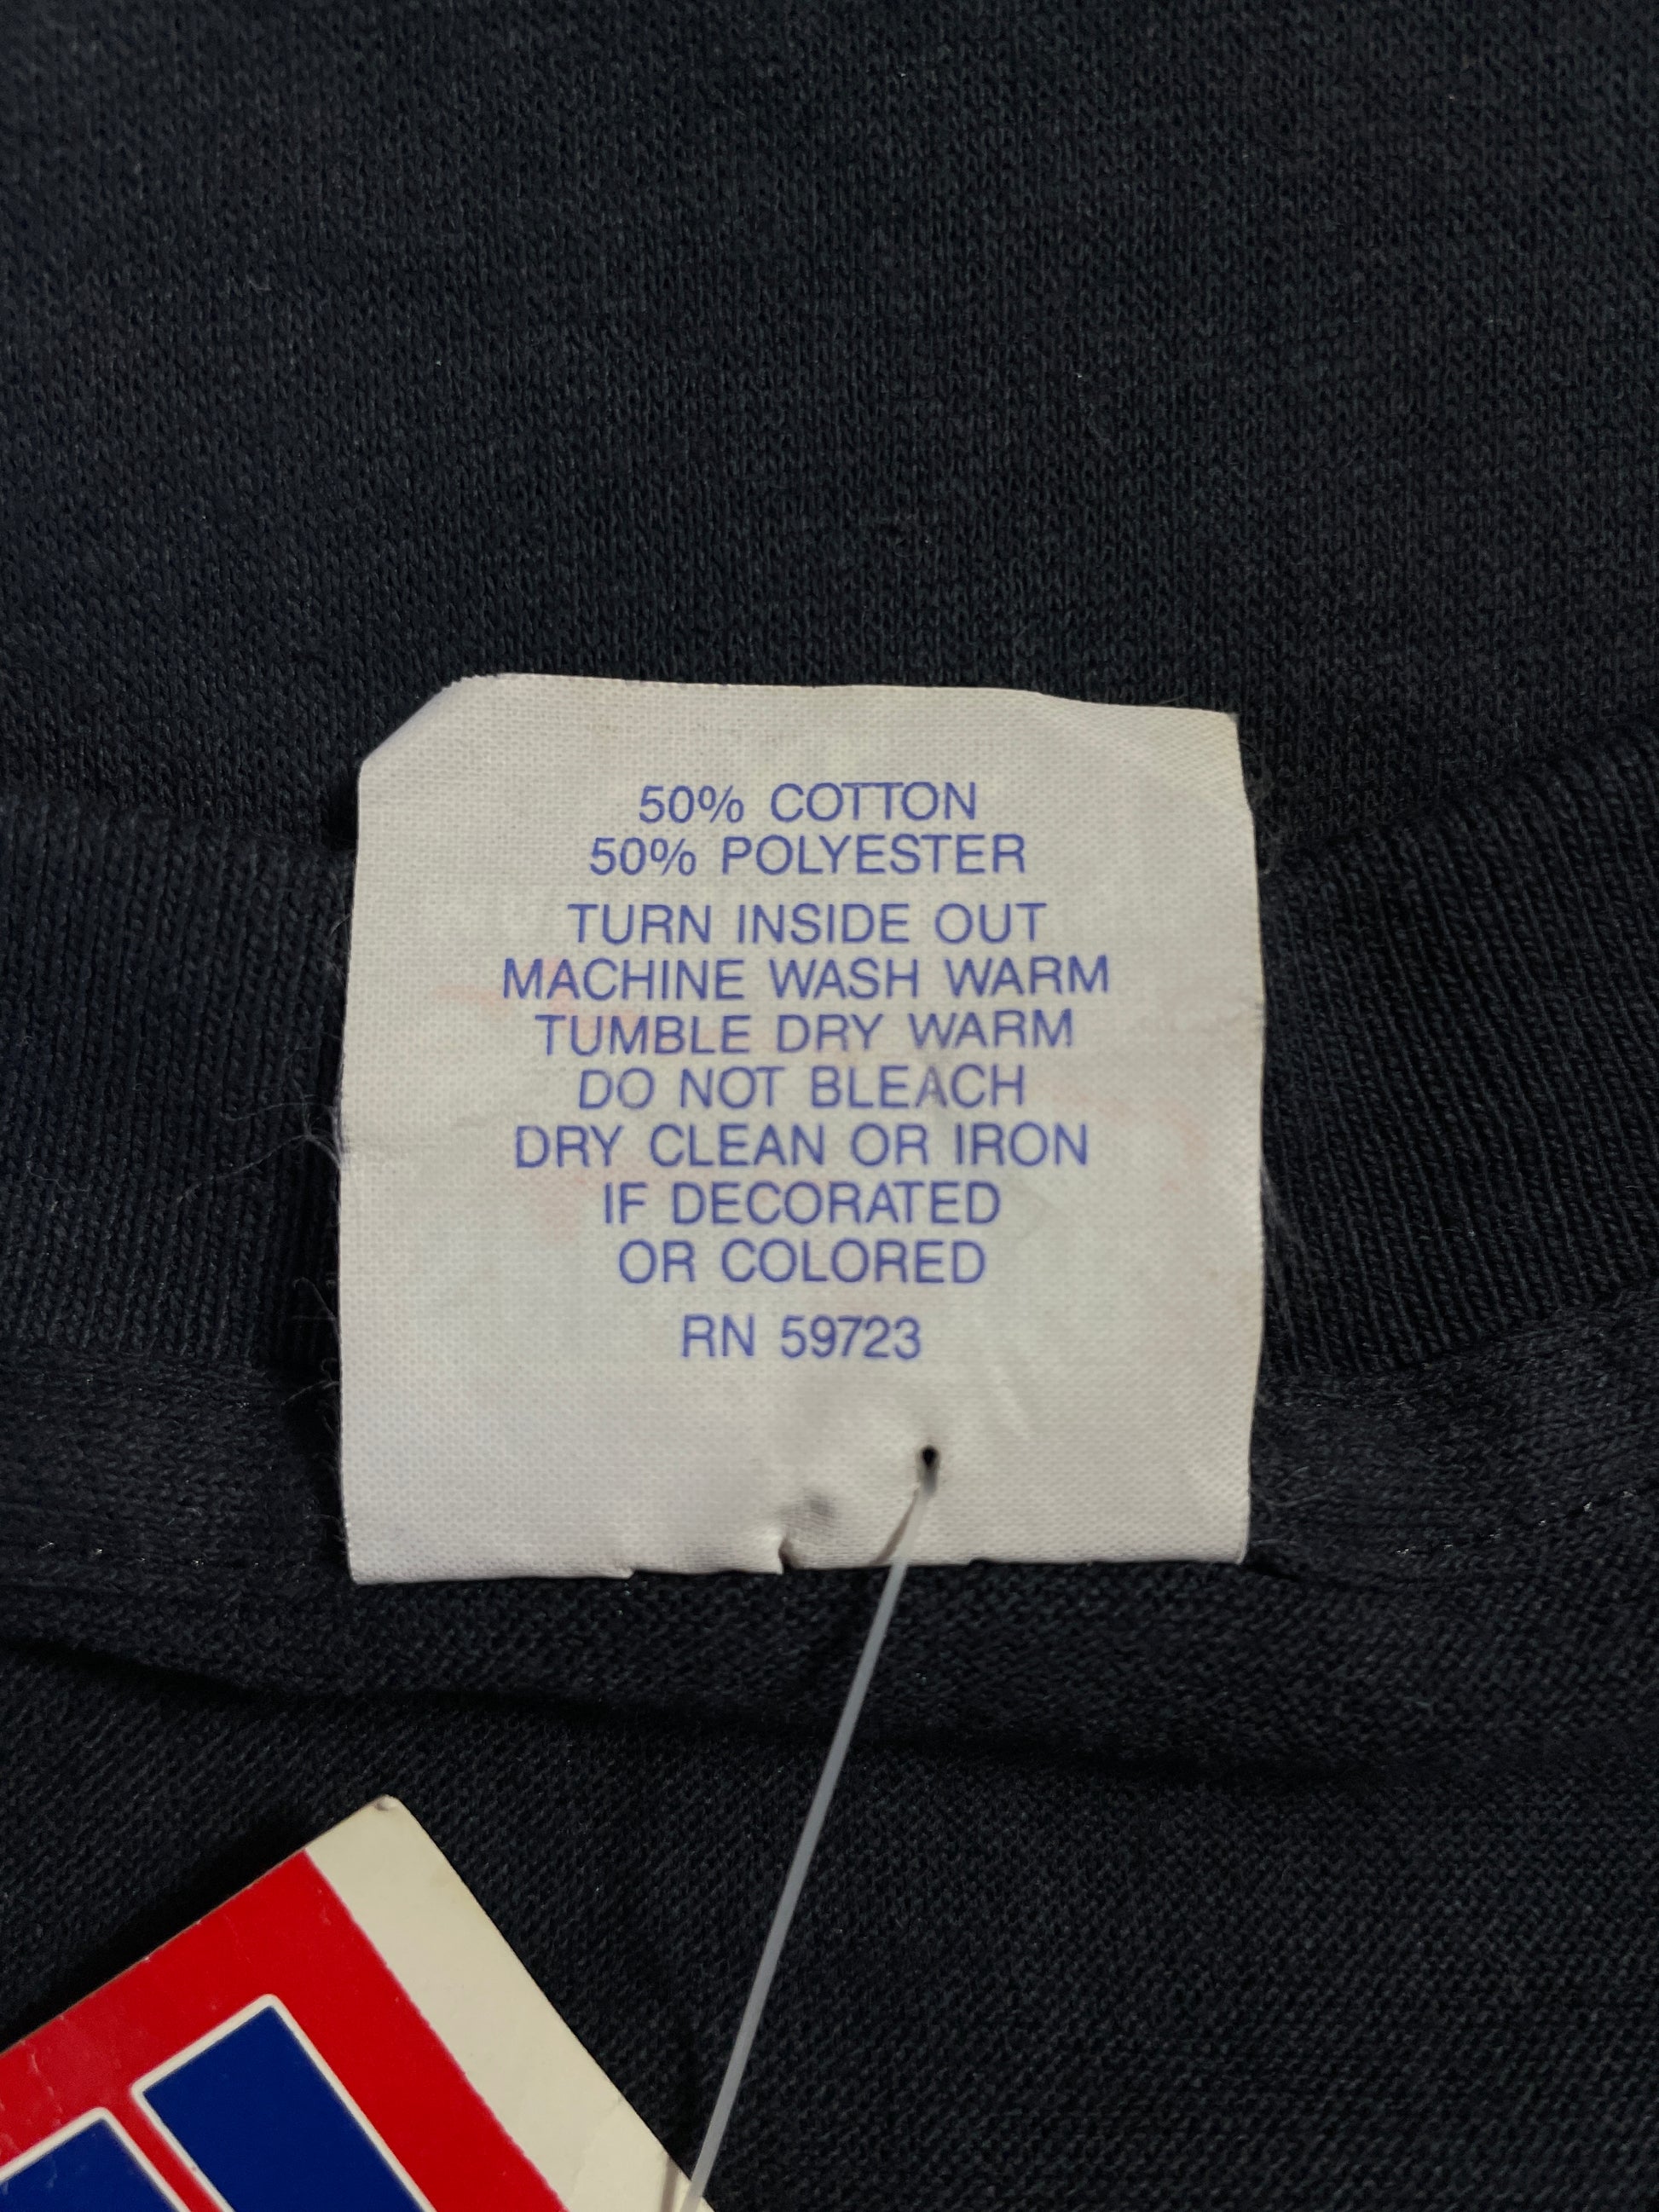 50% COTTON
50% POLYESTER
TURN INSIDE OUT
MACHINE WASH WARM
TUMBLE DRY WARM
DO NOT BLEACH
DRY CLEAN OR IRON
IF DECORATED
OR COLORED
RN 59723